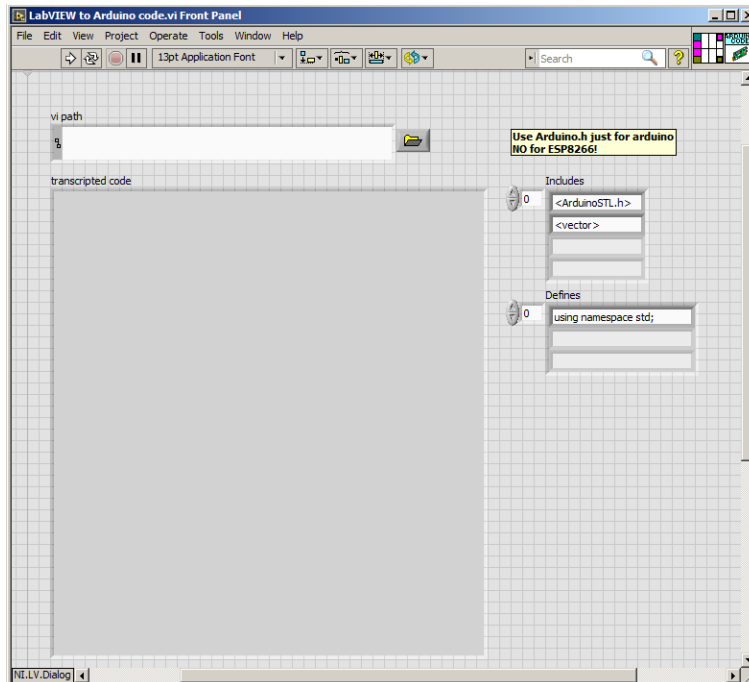 LabVIEW to Arduino code.vi Front Panel
File Edit View Project Operate Tools Window Help
13pt Application Font
Search
?
CODE
vi path
Use Arduino.h just for arduino
NO for ESP8266!
transcripted code
Includes
0
<ArduinoSTL.h>
<vector>
Defines
0
using namespace std;
NI.LV.Dialog